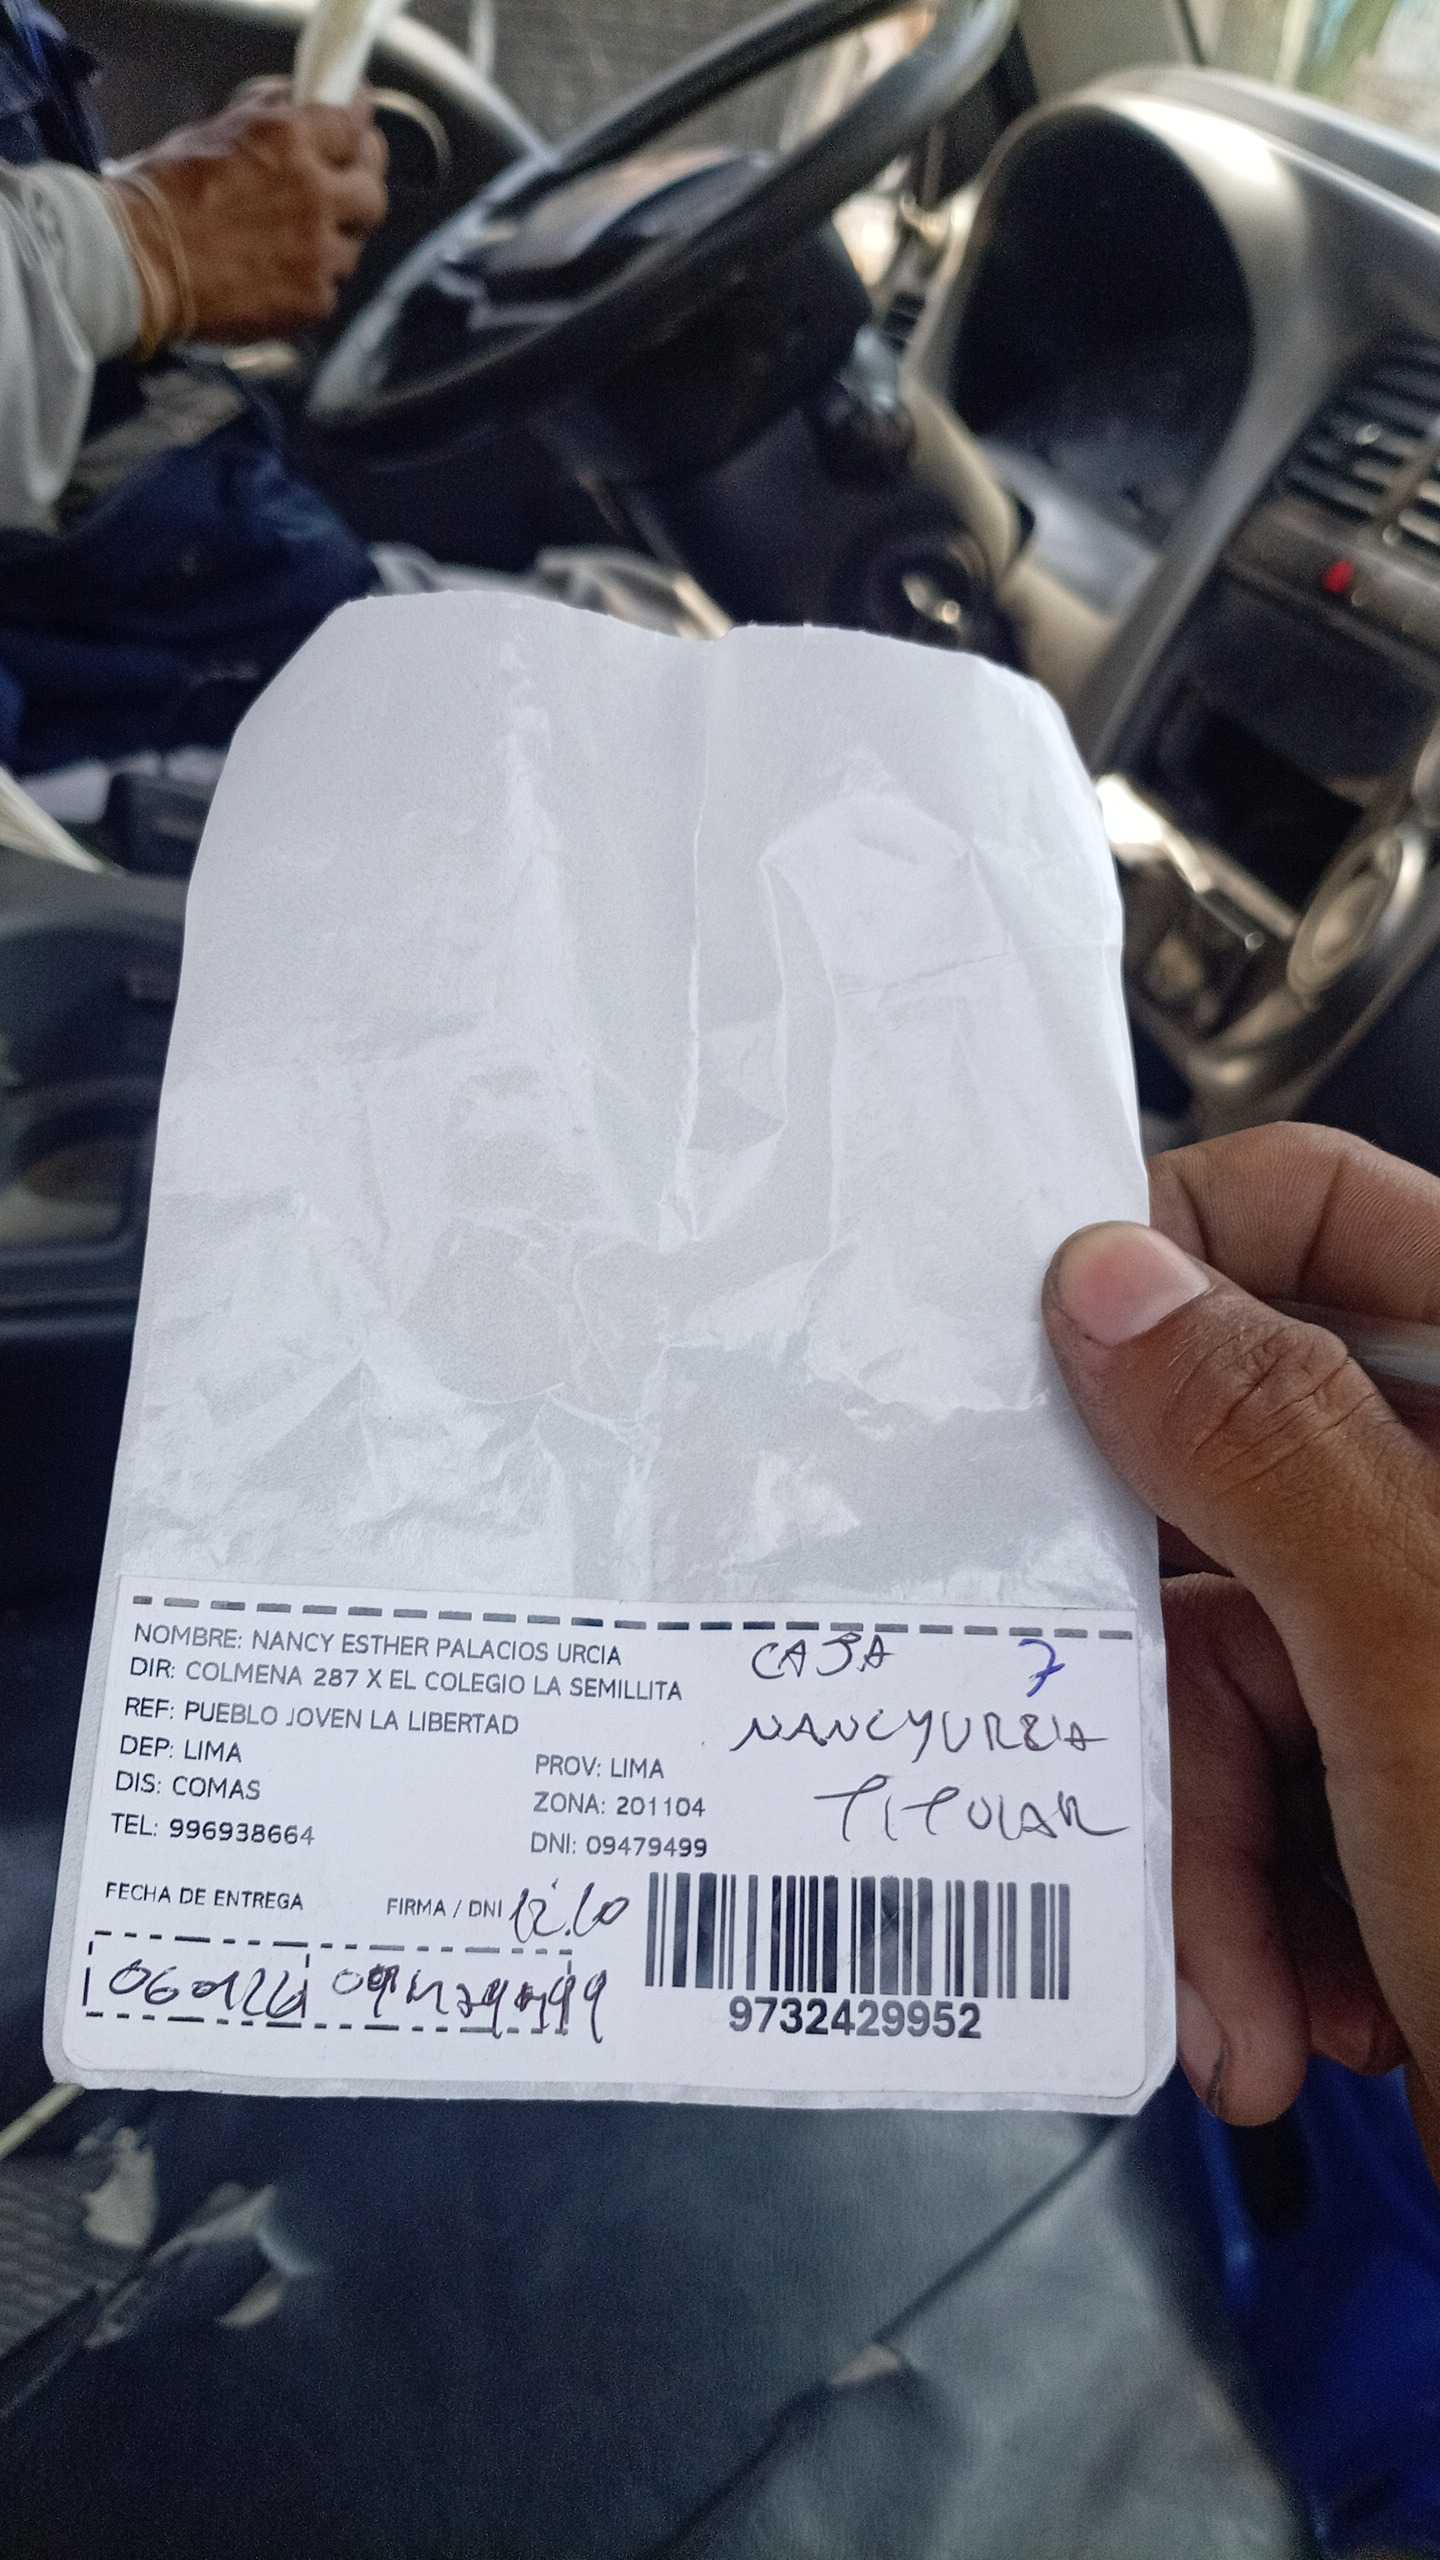 NOMBRE: NANCY ESTHER PALACIOS URCIA
DIR: COLMENA 287 X EL COLEGIO LA SEMILLITA
REF: PUEBLO JOVEN LA LIBERTAD
DEP: LIMA PROV: LIMA
DIS: COMAS ZONA: 201104
TEL: 996938664 DNI: 09479499
CASA 7
NANCY URCIA
TITULAR
FECHA DE ENTREGA FIRMA / DNI 12:10
060126 09479499
9732429952